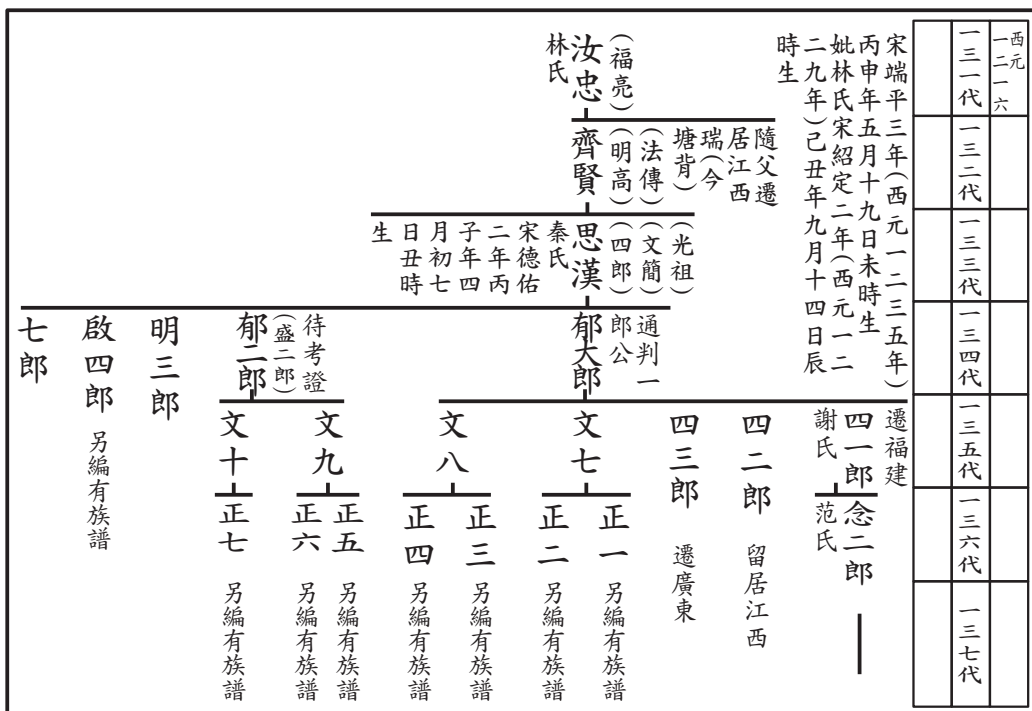 西元
一二一六
一三一代
一三二代
一三三代
一三四代
一三五代
一三六代
一三七代
宋端平三年(西元一二三五年)
丙申年五月十九日未時生
妣林氏宋紹定二年(西元一二
二九年)己丑年九月十四日辰
時生
(福亮)
汝忠
林氏
隨父遷
居江西
瑞(今
塘背)
(法傳)
(明高)
齊賢
(光祖)
(文簡)
(四郎)
思漢
秦氏
宋德佑
二年丙
子年四
月初七
日丑時
生
通判一
郎公
郁大郎
待考證
(盛二郎)
郁二郎
明三郎
啟四郎
另編有族譜
七郎
遷福建
四一郎
謝氏
四二郎
留居江西
四三郎
遷廣東
文七
文八
文九
文十
念二郎
范氏
正一
另編有族譜
正二
另編有族譜
正三
另編有族譜
正四
另編有族譜
正五
另編有族譜
正六
另編有族譜
正七
另編有族譜